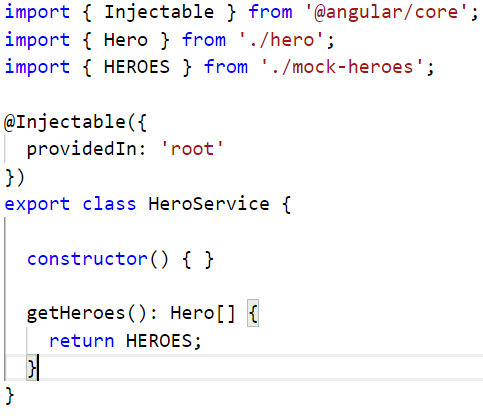 import { Injectable } from '@angular/core';
import { Hero } from './hero';
import { HEROES } from './mock-heroes';

@Injectable({
  providedIn: 'root'
})
export class HeroService {

  constructor() { }

  getHeroes(): Hero[] {
    return HEROES;
  }
}